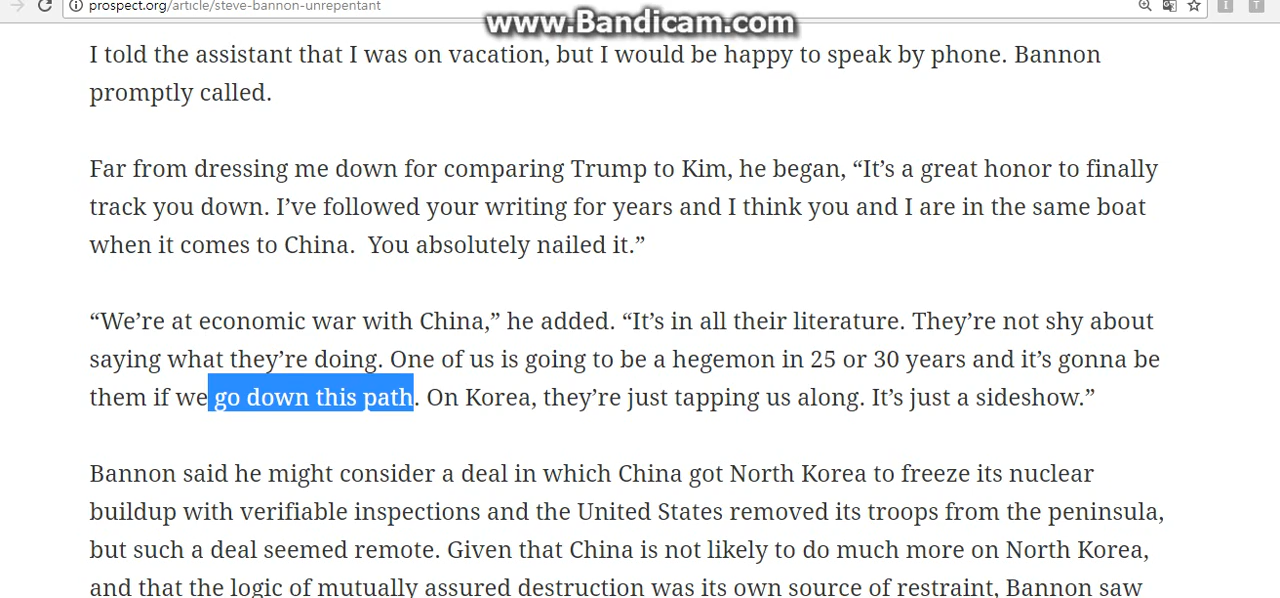 prospect.org/article/steve-bannon-unrepentant
www.Bandicam.com
I told the assistant that I was on vacation, but I would be happy to speak by phone. Bannon
promptly called.
Far from dressing me down for comparing Trump to Kim, he began, “It’s a great honor to finally
track you down. I’ve followed your writing for years and I think you and I are in the same boat
when it comes to China.  You absolutely nailed it.”
“We’re at economic war with China,” he added. “It’s in all their literature. They’re not shy about
saying what they’re doing. One of us is going to be a hegemon in 25 or 30 years and it’s gonna be
them if we go down this path. On Korea, they’re just tapping us along. It’s just a sideshow.”
Bannon said he might consider a deal in which China got North Korea to freeze its nuclear
buildup with verifiable inspections and the United States removed its troops from the peninsula,
but such a deal seemed remote. Given that China is not likely to do much more on North Korea,
and that the logic of mutually assured destruction was its own source of restraint, Bannon saw